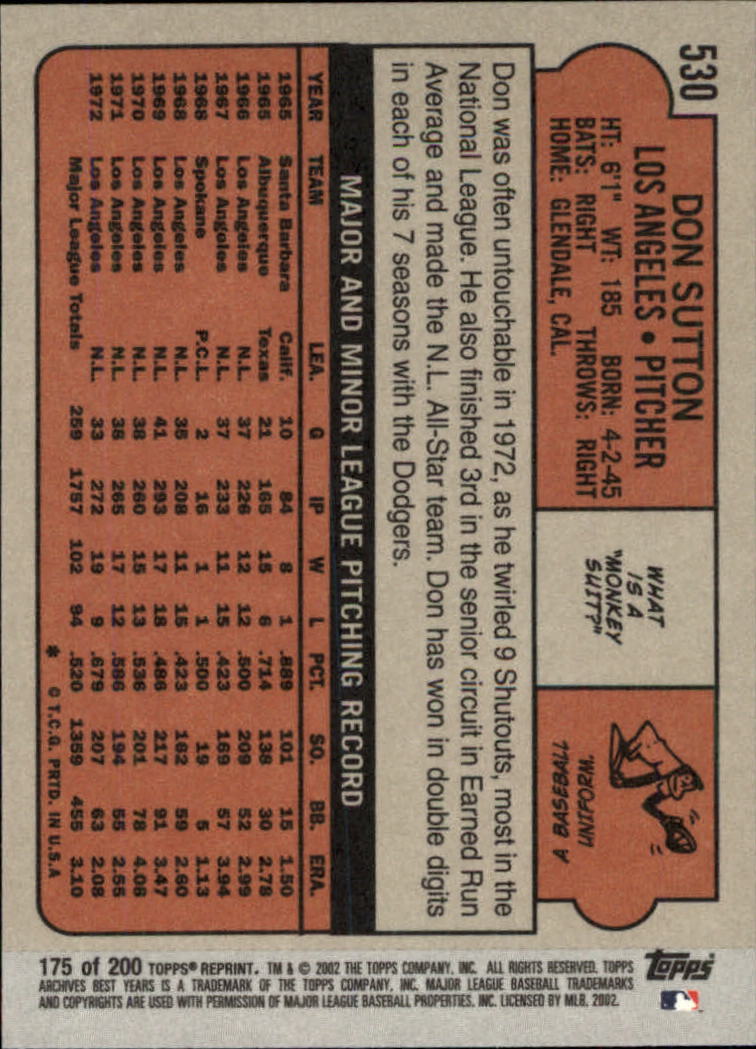 530
DON SUTTON
LOS ANGELES • PITCHER
HT: 6'1" WT: 185 BORN: 4-2-45
BATS: RIGHT THROWS: RIGHT
HOME: GLENDALE, CAL.
WHAT
IS A
"MONKEY
SUIT?"
A BASEBALL
UNIFORM.
Don was often untouchable in 1972, as he twirled 9 Shutouts, most in the
National League. He also finished 3rd in the senior circuit in Earned Run
Average and made the N.L. All-Star team. Don has won in double digits
in each of his 7 seasons with the Dodgers.
MAJOR AND MINOR LEAGUE PITCHING RECORD
YEAR TEAM LEA. G IP W L PCT. SO. BB. ERA.
1965 Santa Barbara Calif. 10 84 8 1 .889 101 15 1.50
1965 Albuquerque Texas 21 165 15 6 .714 138 30 2.78
1966 Los Angeles N.L. 37 226 12 12 .500 209 52 2.99
1967 Los Angeles N.L. 37 233 11 15 .423 169 57 3.94
1968 Spokane P.C.L. 2 16 1 1 .500 19 5 1.13
1968 Los Angeles N.L. 35 208 11 15 .423 162 59 2.60
1969 Los Angeles N.L. 41 293 17 18 .486 217 91 3.47
1970 Los Angeles N.L. 38 260 15 13 .536 201 78 4.08
1971 Los Angeles N.L. 38 265 17 12 .586 194 55 2.55
1972 Los Angeles N.L. 33 272 19 9 .679 207 63 2.08
Major League Totals 259 1757 102 94 .520 1359 455 3.10
* © T.C.G. PRTD. IN U.S.A
175 of 200 TOPPS® REPRINT. TM & © 2002 THE TOPPS COMPANY, INC. ALL RIGHTS RESERVED. TOPPS
ARCHIVES BEST YEARS IS A TRADEMARK OF THE TOPPS COMPANY, INC. MAJOR LEAGUE BASEBALL TRADEMARKS
AND COPYRIGHTS ARE USED WITH PERMISSION OF MAJOR LEAGUE BASEBALL PROPERTIES, INC. LICENSED BY MLB, 2002.
topps